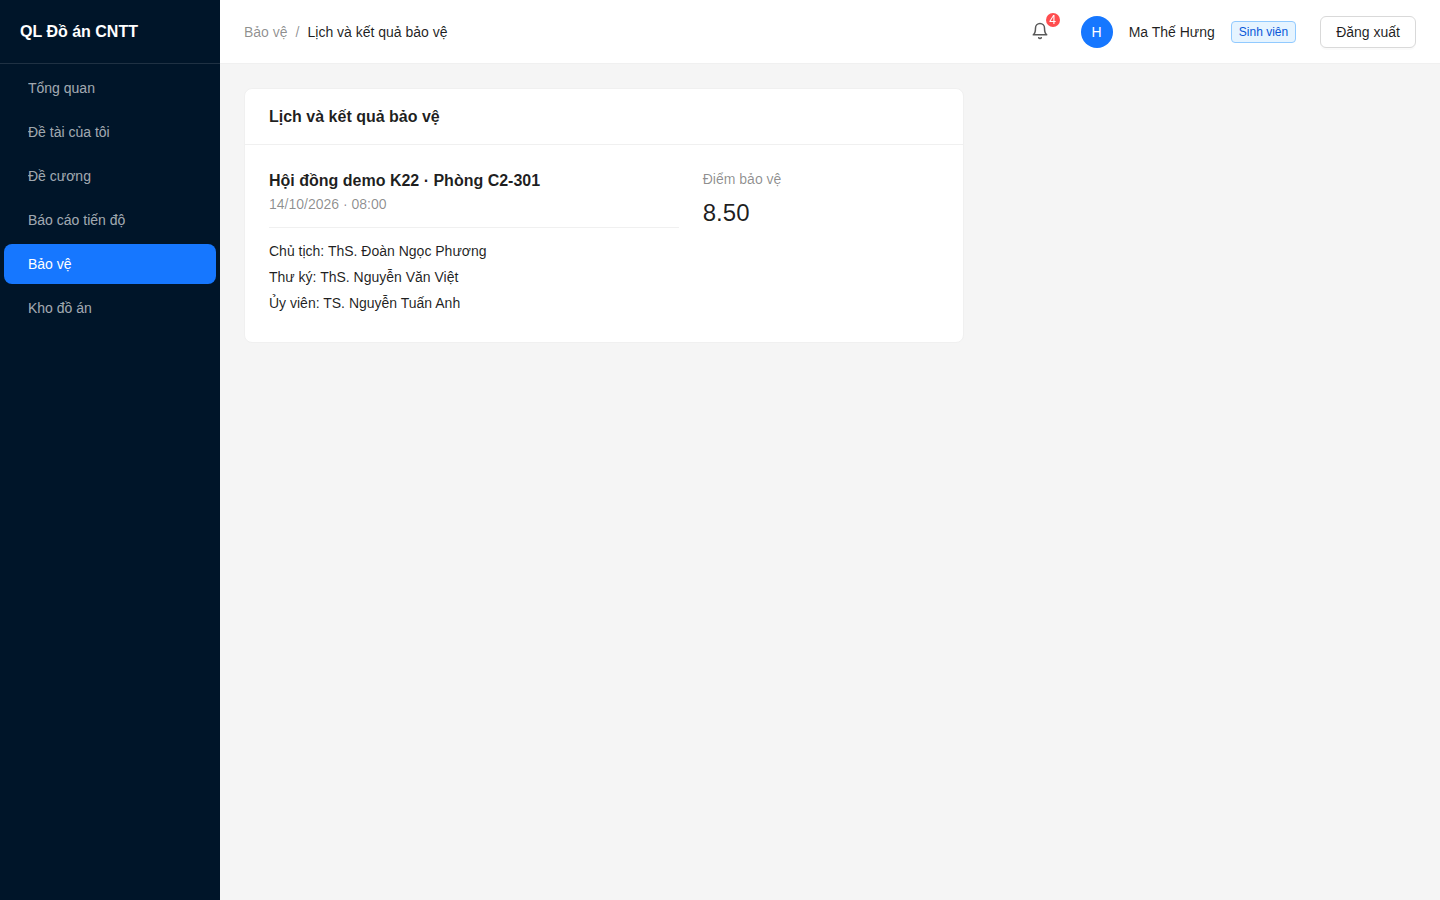 QL Đồ án CNTT
Tổng quan
Đề tài của tôi
Đề cương
Báo cáo tiến độ
Bảo vệ
Kho đồ án
Bảo vệ / Lịch và kết quả bảo vệ
4
H
Ma Thế Hưng
Sinh viên
Đăng xuất
Lịch và kết quả bảo vệ
Hội đồng demo K22 · Phòng C2-301
14/10/2026 · 08:00
Chủ tịch: ThS. Đoàn Ngọc Phương
Thư ký: ThS. Nguyễn Văn Việt
Ủy viên: TS. Nguyễn Tuấn Anh
Điểm bảo vệ
8.50